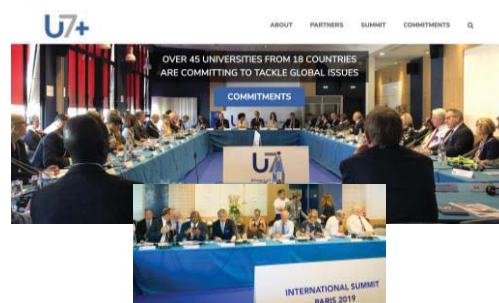 U7+
ABOUT PARTNERS SUMMIT COMMITMENTS
OVER 45 UNIVERSITIES FROM 18 COUNTRIES
ARE COMMITTING TO TACKLE GLOBAL ISSUES
COMMITMENTS
U7
INTERNATIONAL SUMMIT
PARIS 2019